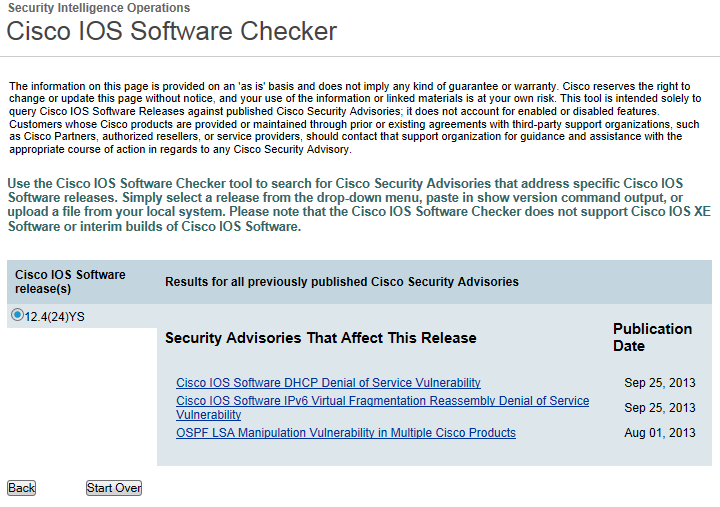 Security Intelligence Operations
Cisco IOS Software Checker
The information on this page is provided on an 'as is' basis and does not imply any kind of guarantee or warranty. Cisco reserves the right to
change or update this page without notice, and your use of the information or linked materials is at your own risk. This tool is intended solely to
query Cisco IOS Software Releases against published Cisco Security Advisories; it does not account for enabled or disabled features.
Customers whose Cisco products are provided or maintained through prior or existing agreements with third-party support organizations, such
as Cisco Partners, authorized resellers, or service providers, should contact that support organization for guidance and assistance with the
appropriate course of action in regards to any Cisco Security Advisory.
Use the Cisco IOS Software Checker tool to search for Cisco Security Advisories that address specific Cisco IOS
Software releases. Simply select a release from the drop-down menu, paste in show version command output, or
upload a file from your local system. Please note that the Cisco IOS Software Checker does not support Cisco IOS XE
Software or interim builds of Cisco IOS Software.
Cisco IOS Software
release(s)
Results for all previously published Cisco Security Advisories
12.4(24)YS
Security Advisories That Affect This Release
Publication
Date
Cisco IOS Software DHCP Denial of Service Vulnerability
Sep 25, 2013
Cisco IOS Software IPv6 Virtual Fragmentation Reassembly Denial of Service
Vulnerability
Sep 25, 2013
OSPF LSA Manipulation Vulnerability in Multiple Cisco Products
Aug 01, 2013
Back
Start Over